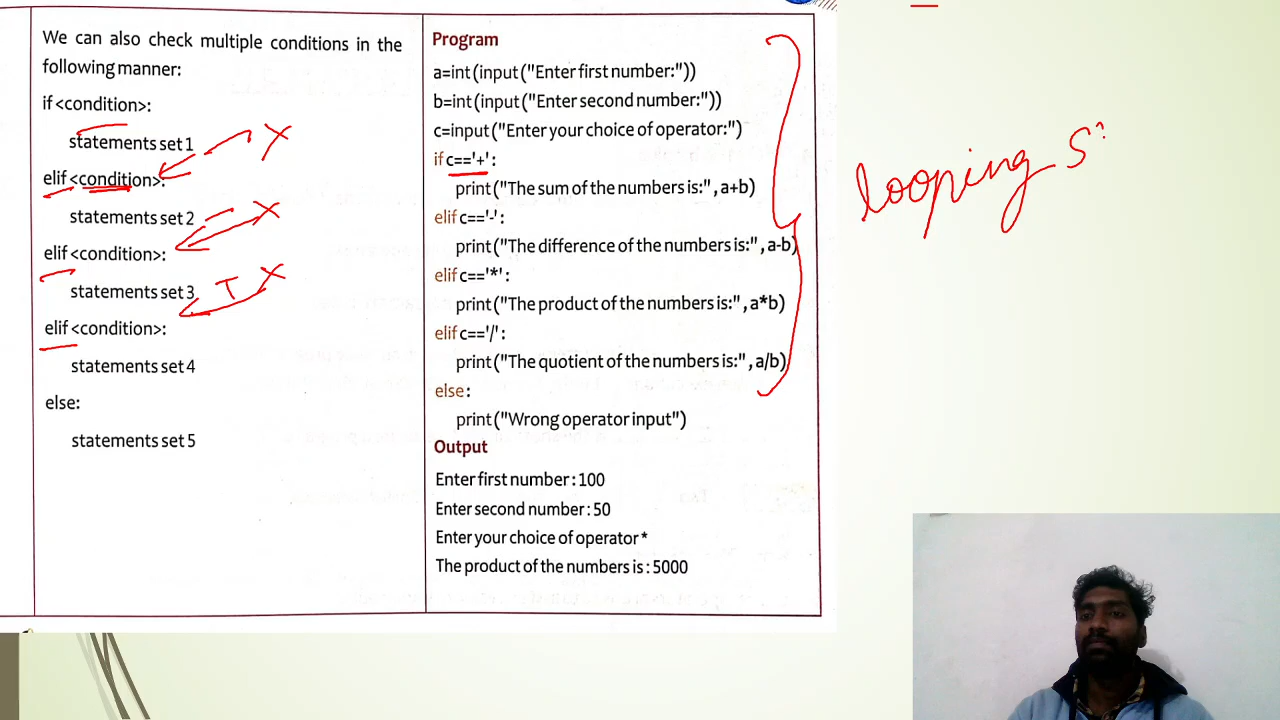 We can also check multiple conditions in the
following manner:
if <condition>:
statements set 1
elif <condition>:
statements set 2
elif <condition>:
statements set 3
elif <condition>:
statements set 4
else:
statements set 5
X
X
T X
Program
a=int(input("Enter first number:"))
b=int(input("Enter second number:"))
c=input("Enter your choice of operator:")
if c=='+':
print("The sum of the numbers is:", a+b)
elif c=='-':
print("The difference of the numbers is:", a-b)
elif c=='*':
print("The product of the numbers is:", a*b)
elif c=='/':
print("The quotient of the numbers is:", a/b)
else:
print("Wrong operator input")
Output
Enter first number : 100
Enter second number : 50
Enter your choice of operator *
The product of the numbers is : 5000
looping